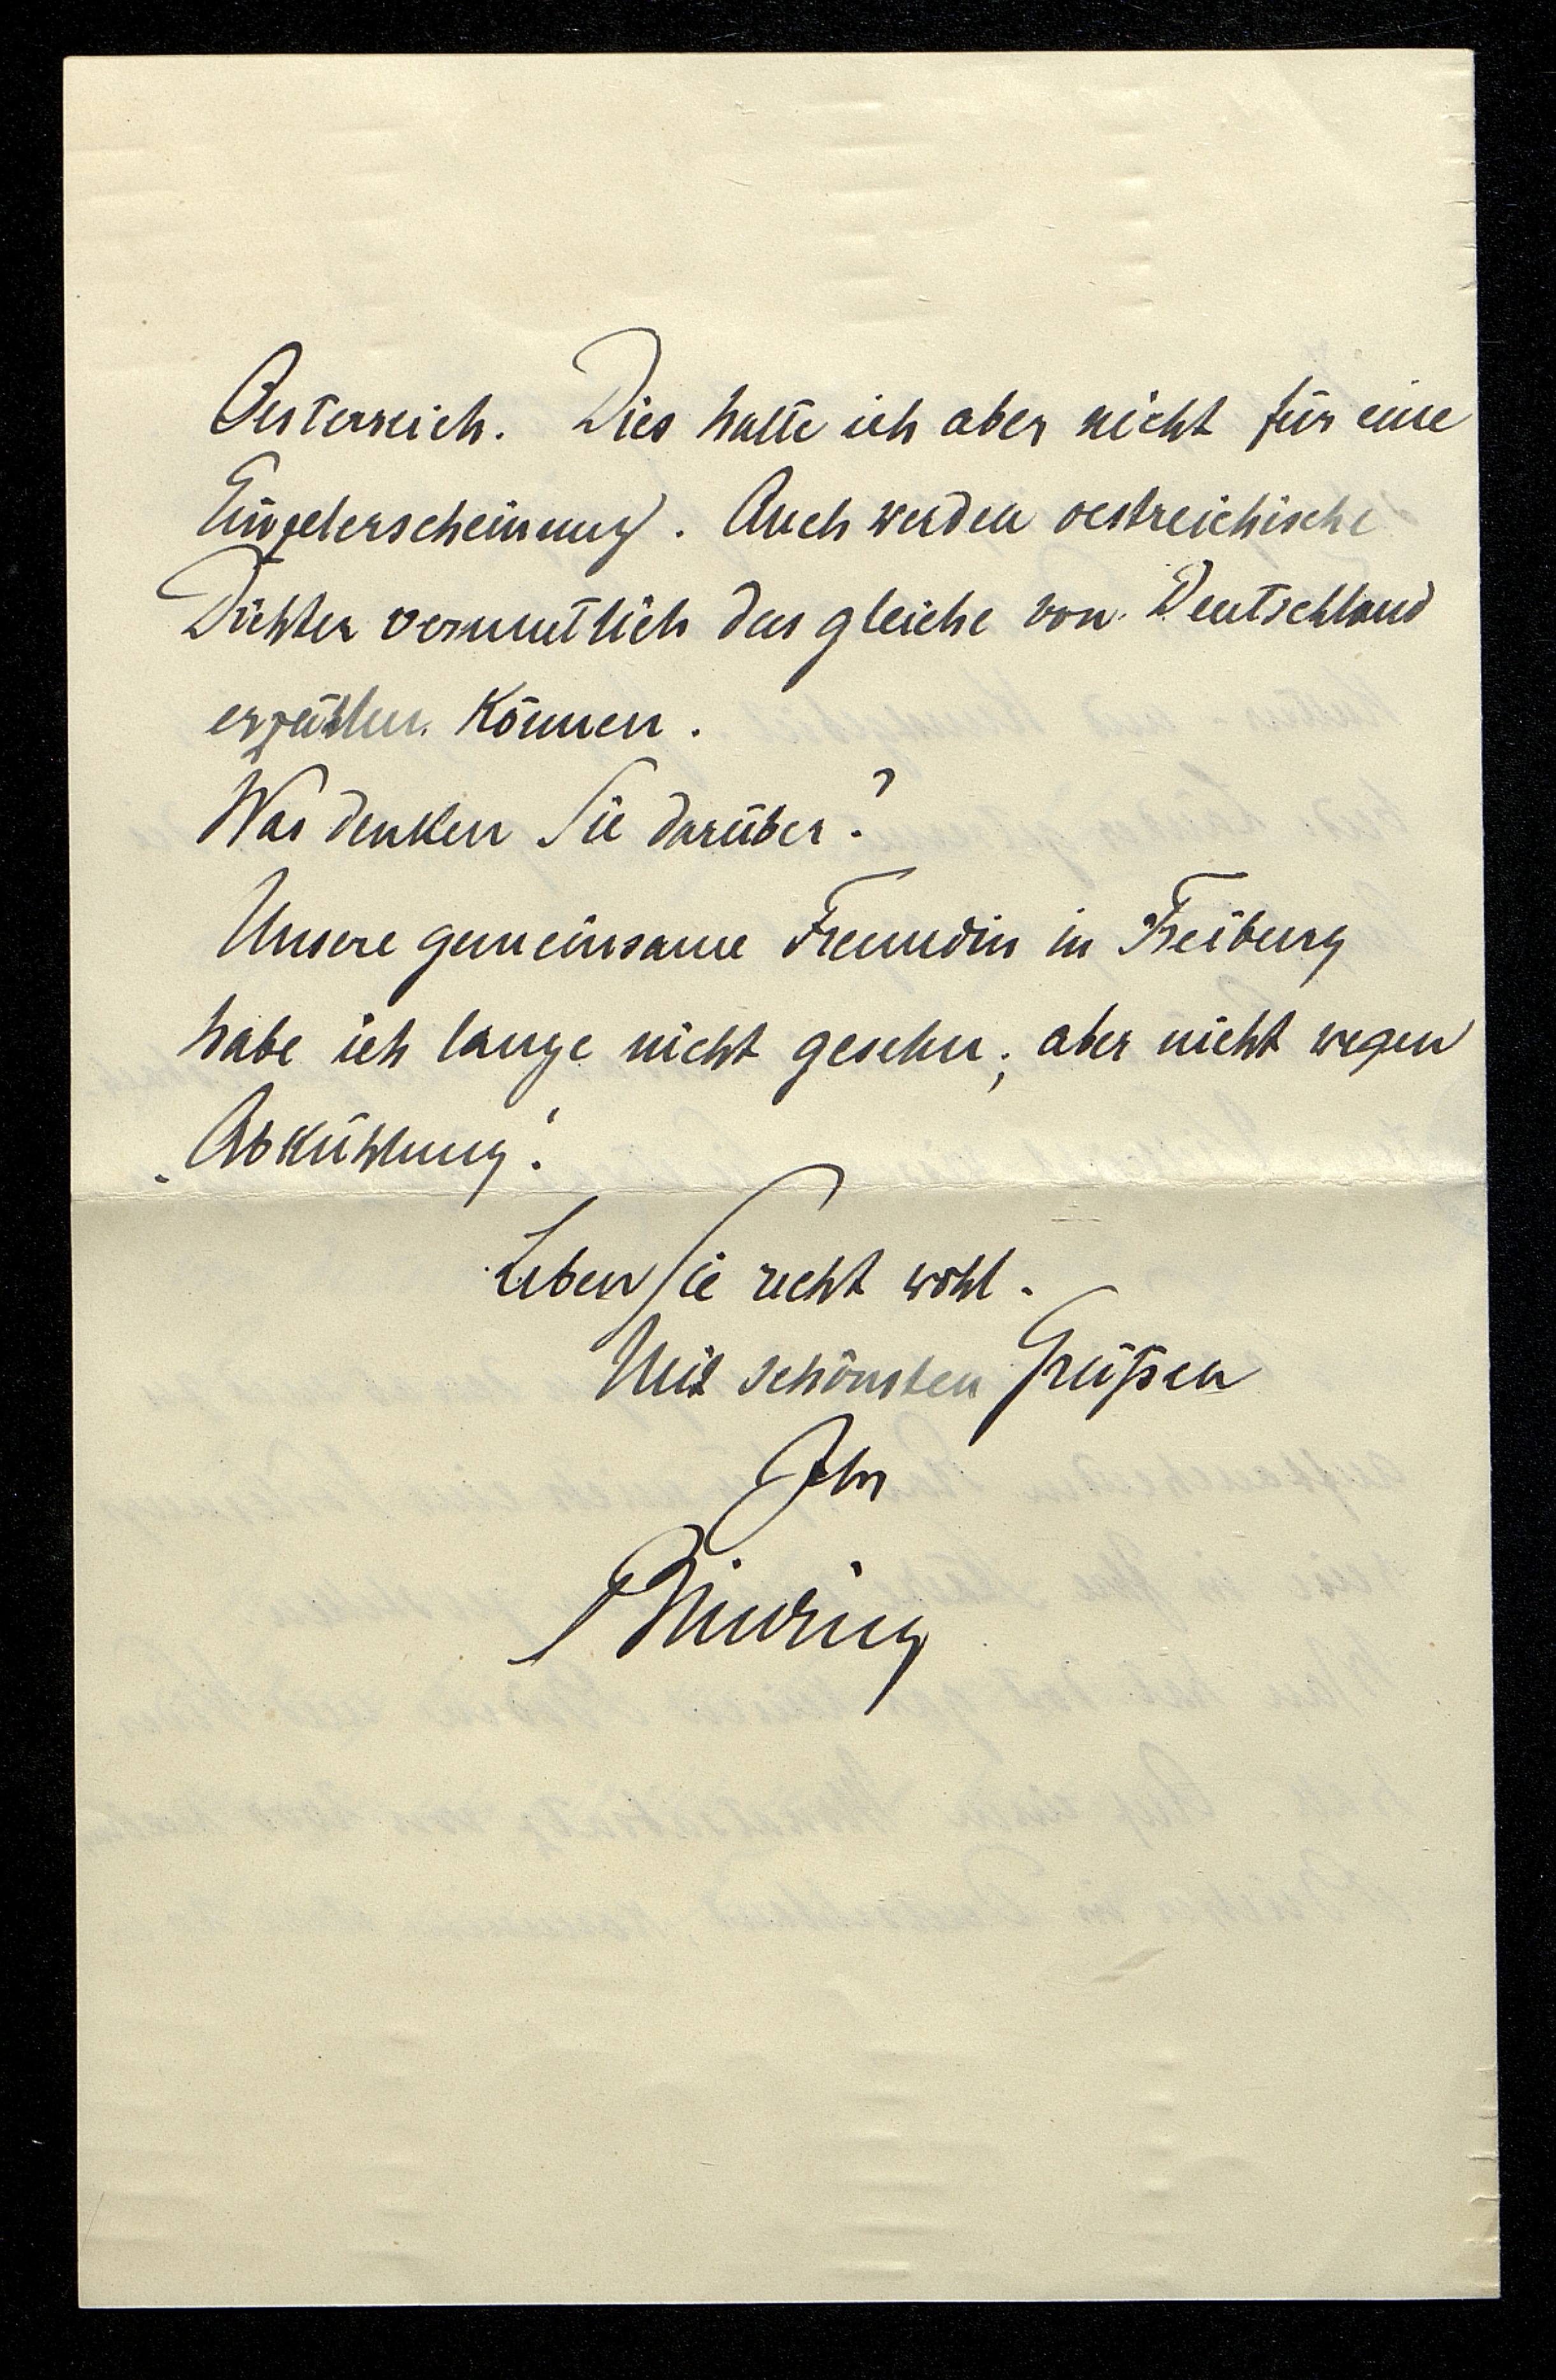 Oesterreich. Dies halte ich aber nicht für eine
Einzelerscheinung. Auch werden oestreichische
Dichter vermutlich das gleiche von Deutschland
erzählen können.
Was denken Sie darüber?
Unsere gemeinsame Freundin in Freiburg
habe ich lange nicht gesehn; aber nicht wegen
„Abkühlung“.
Leben Sie recht wohl.
Mit schönsten Grüßen
Ihr